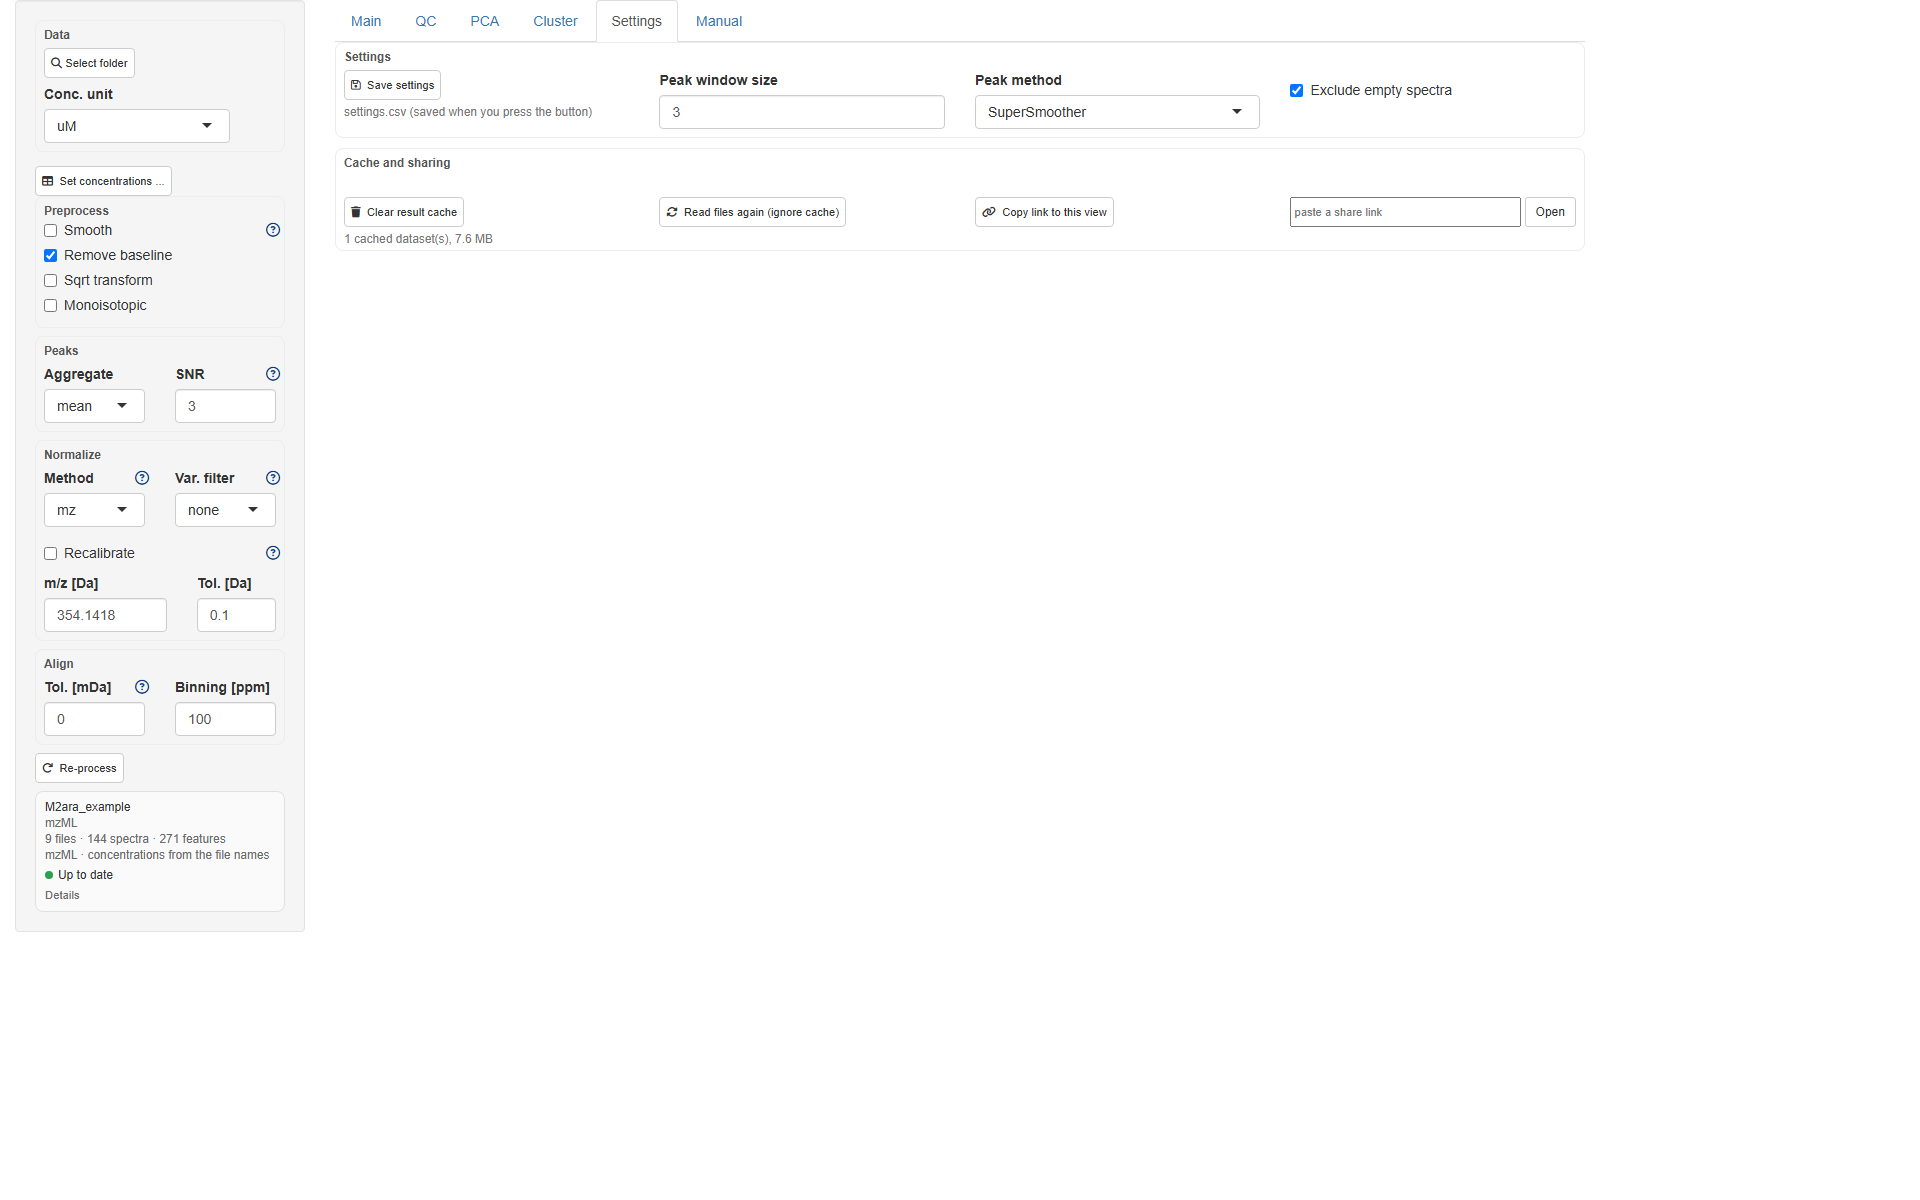 Data
Select folder
Conc. unit
uM
Set concentrations ...
Preprocess
Smooth
Remove baseline
Sqrt transform
Monoisotopic
Peaks
Aggregate SNR
mean 3
Normalize
Method Var. filter
mz none
Recalibrate
m/z [Da] Tol. [Da]
354.1418 0.1
Align
Tol. [mDa] Binning [ppm]
0 100
Re-process
M2ara_example
mzML
9 files · 144 spectra · 271 features
mzML · concentrations from the file names
Up to date
Details
Main QC PCA Cluster Settings Manual
Settings
Save settings
settings.csv (saved when you press the button)
Peak window size
3
Peak method
SuperSmoother
Exclude empty spectra
Cache and sharing
Clear result cache
1 cached dataset(s), 7.6 MB
Read files again (ignore cache)
Copy link to this view
paste a share link Open